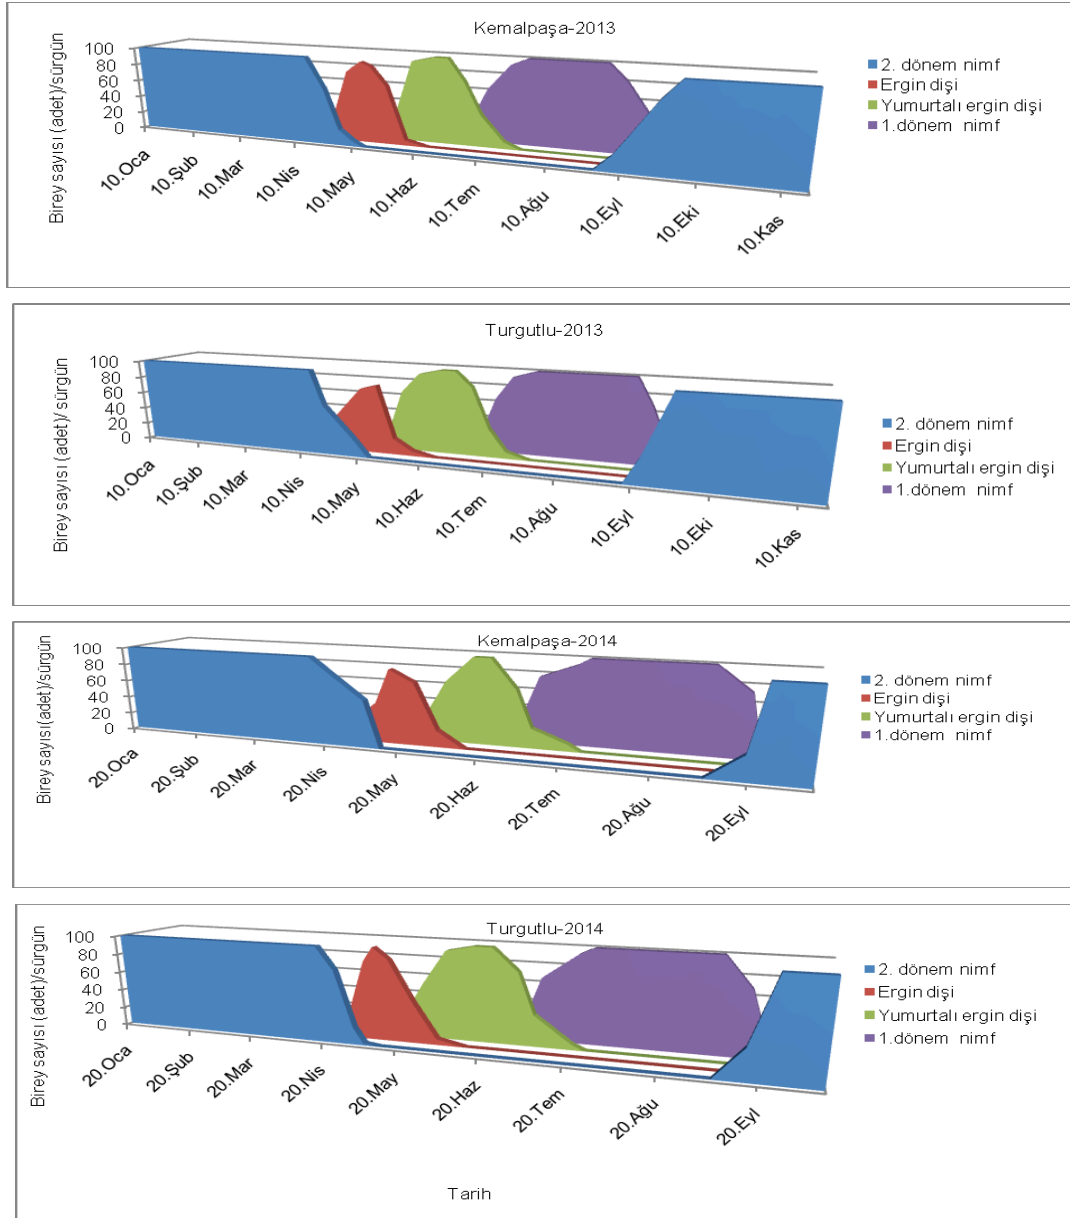 Kemalpaşa-2013
Birey sayısı (adet)/sürgün
100
80
60
40
20
0
10.Oca
10.Şub
10.Mar
10.Nis
10.May
10.Haz
10.Tem
10.Ağu
10.Eyl
10.Eki
10.Kas
2. dönem nimf
Ergin dişi
Yumurtalı ergin dişi
1.dönem nimf
Turgutlu-2013
Birey sayısı (adet)/ sürgün
100
80
60
40
20
0
10.Oca
10.Şub
10.Mar
10.Nis
10.May
10.Haz
10.Tem
10.Ağu
10.Eyl
10.Eki
10.Kas
2. dönem nimf
Ergin dişi
Yumurtalı ergin dişi
1.dönem nimf
Kemalpaşa-2014
Birey sayısı(adet)/sürgün
100
80
60
40
20
0
20.Oca
20.Şub
20.Mar
20.Nis
20.May
20.Haz
20.Tem
20.Ağu
20.Eyl
2. dönem nimf
Ergin dişi
Yumurtalı ergin dişi
1.dönem nimf
Turgutlu-2014
Birey sayısı (adet)/sürgün
100
80
60
40
20
0
20.Oca
20.Şub
20.Mar
20.Nis
20.May
20.Haz
20.Tem
20.Ağu
20.Eyl
2. dönem nimf
Ergin dişi
Yumurtalı ergin dişi
1.dönem nimf
Tarih